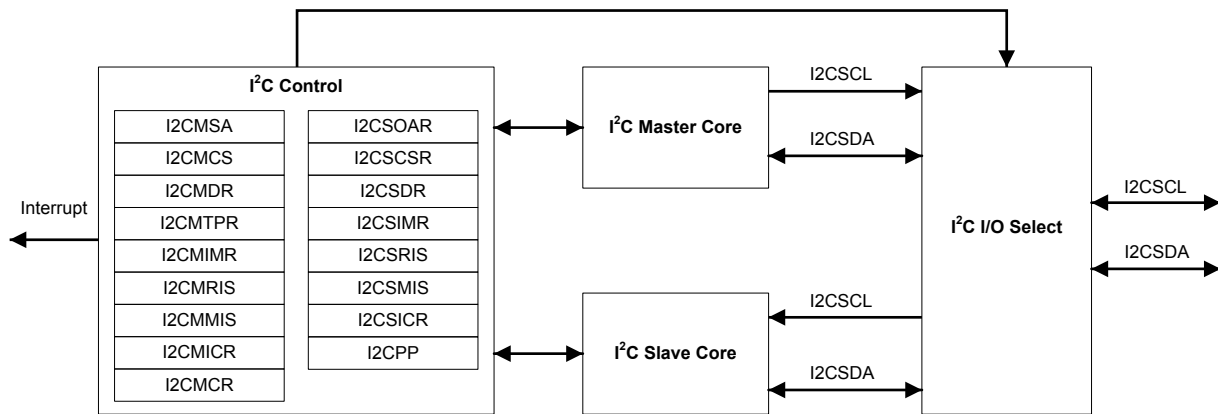 I²C Control
I2CMSA
I2CMCS
I2CMDR
I2CMTPR
I2CMIMR
I2CMRIS
I2CMMIS
I2CMICR
I2CMCR
I2CSOAR
I2CSCSR
I2CSDR
I2CSIMR
I2CSRIS
I2CSMIS
I2CSICR
I2CPP
Interrupt
I²C Master Core
I2CSCL
I2CSDA
I²C Slave Core
I2CSCL
I2CSDA
I²C I/O Select
I2CSCL
I2CSDA